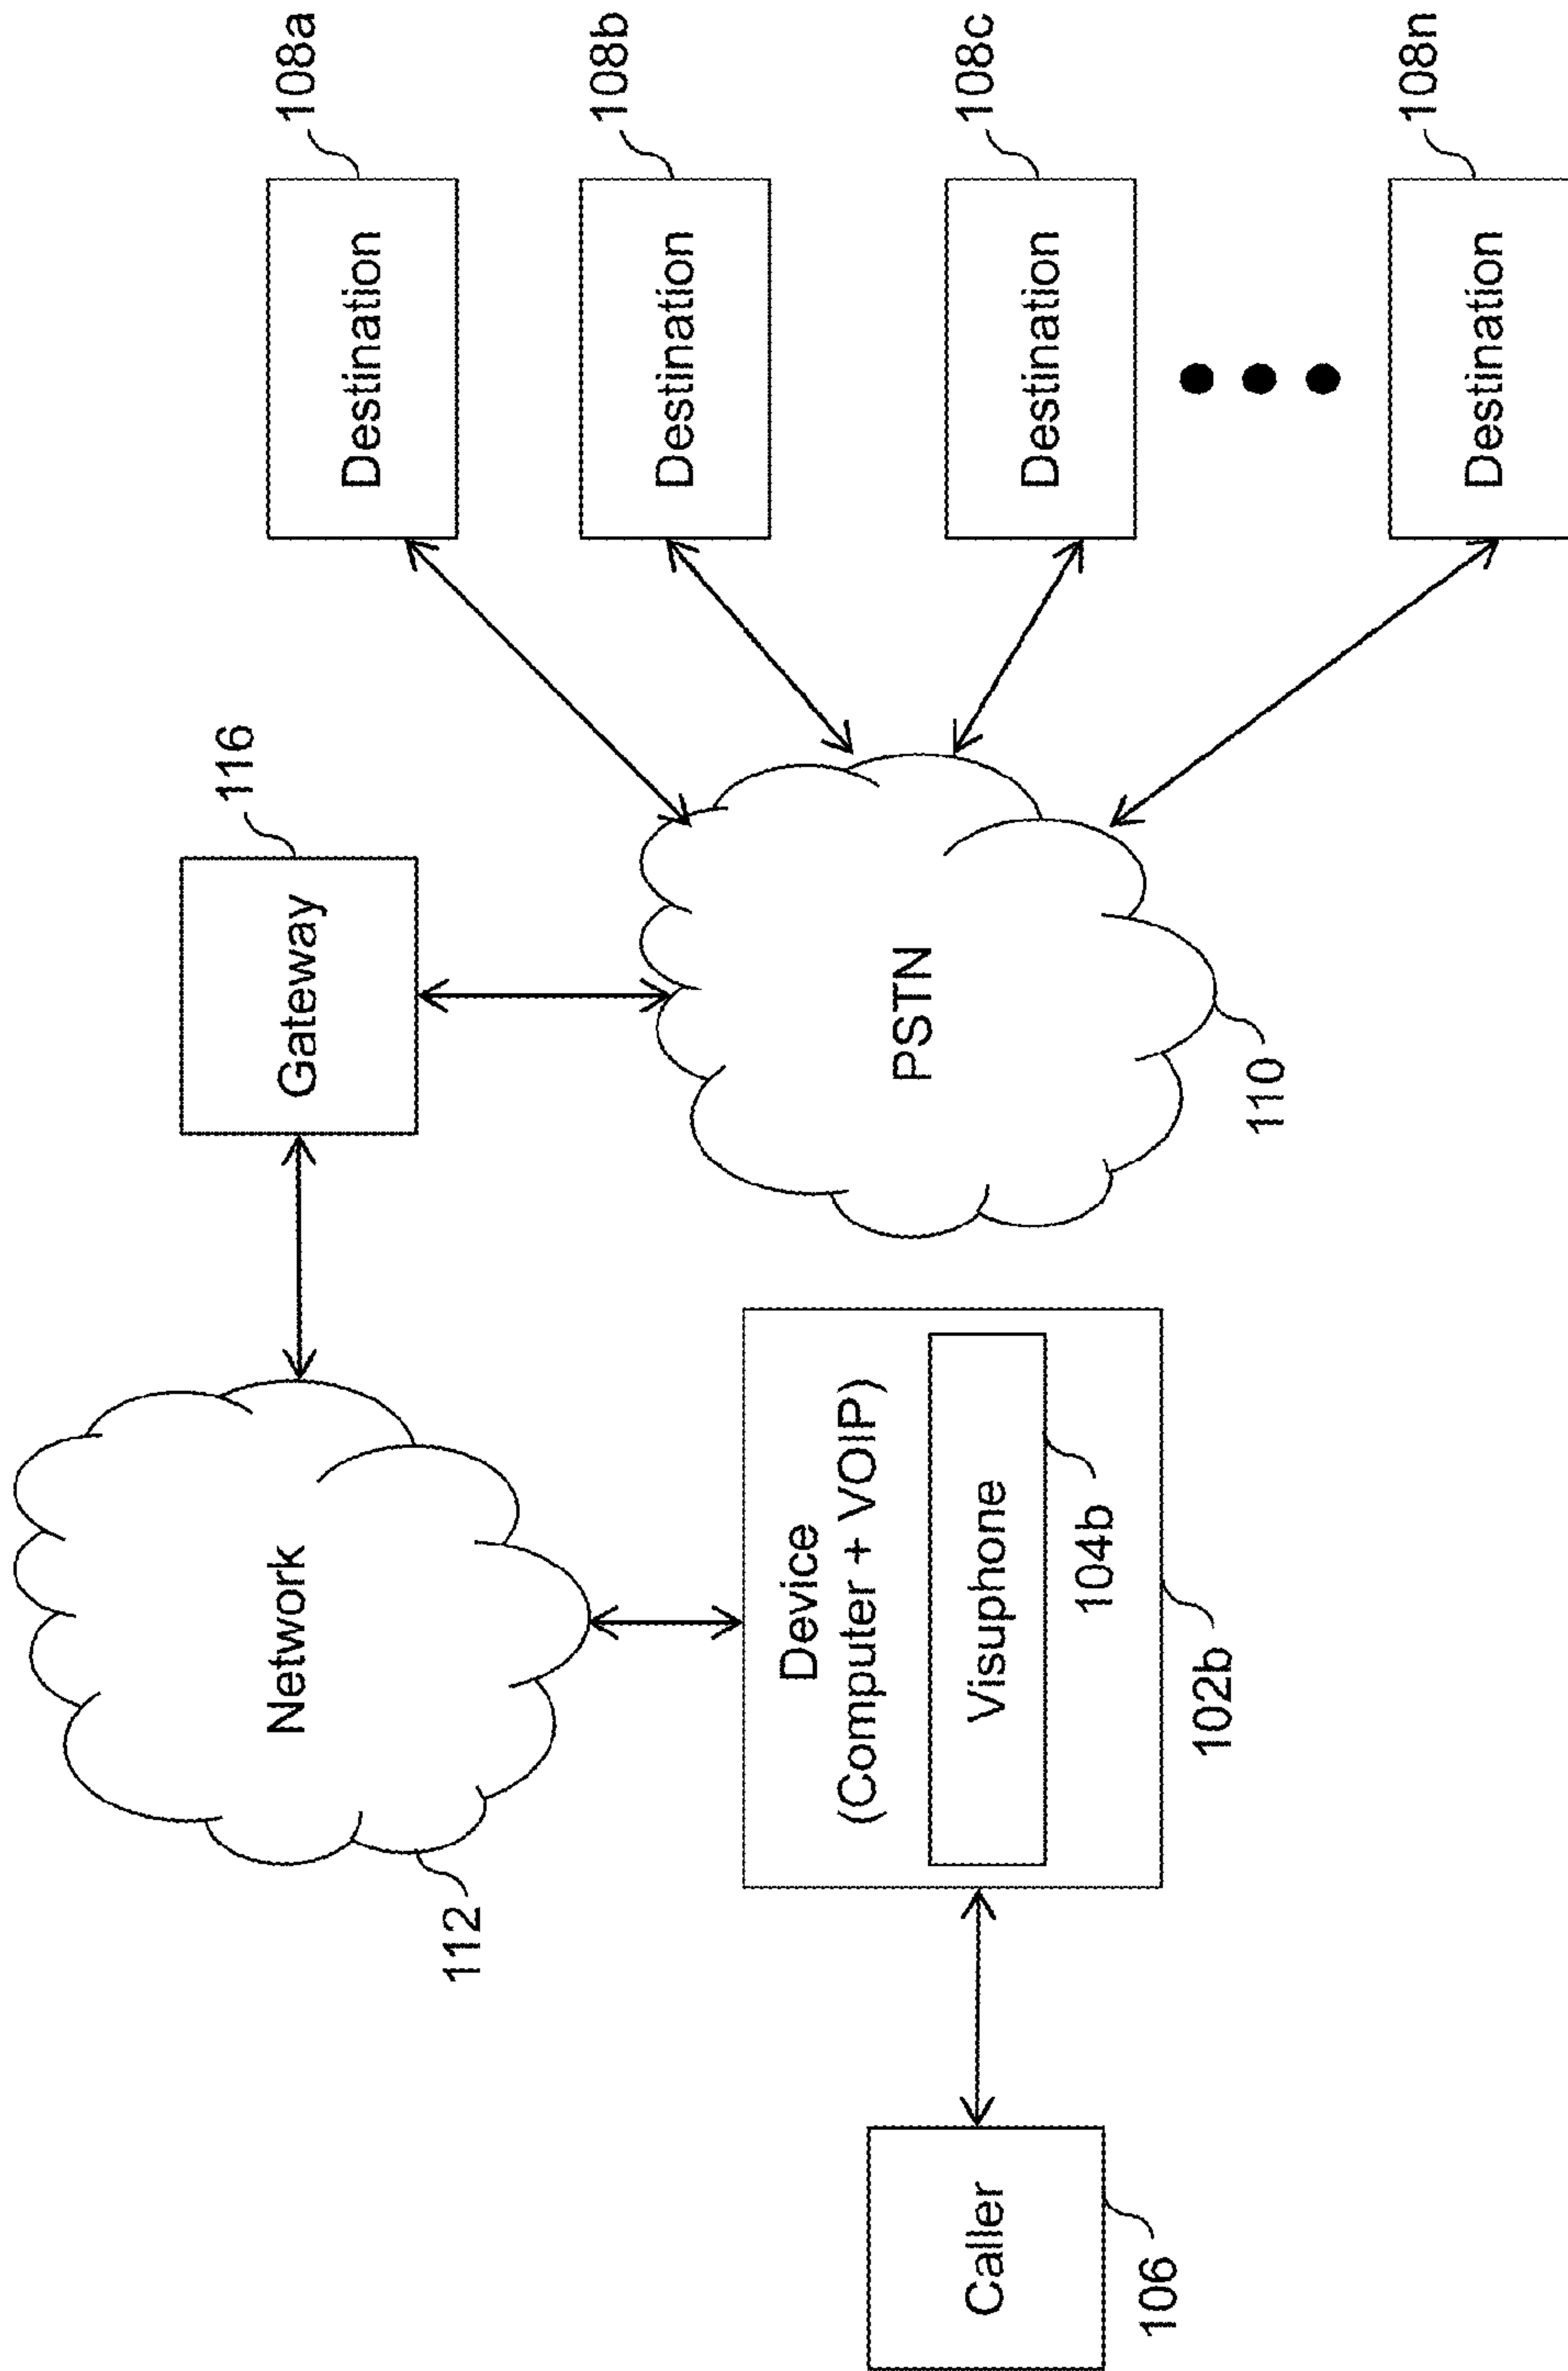 Network
112
Gateway
116
Destination
108a
Destination
108b
Destination
108c
Destination
108n
PSTN
110
Device
(Computer + VOIP)
Visuphone
104b
102b
Caller
106